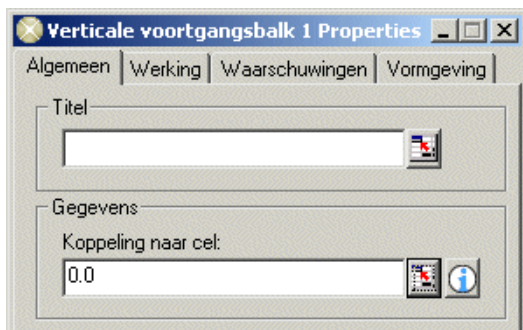 Verticale voortgangsbalk 1 Properties
Algemeen Werking Waarschuwingen Vormgeving
Titel
Gegevens
Koppeling naar cel:
0.0